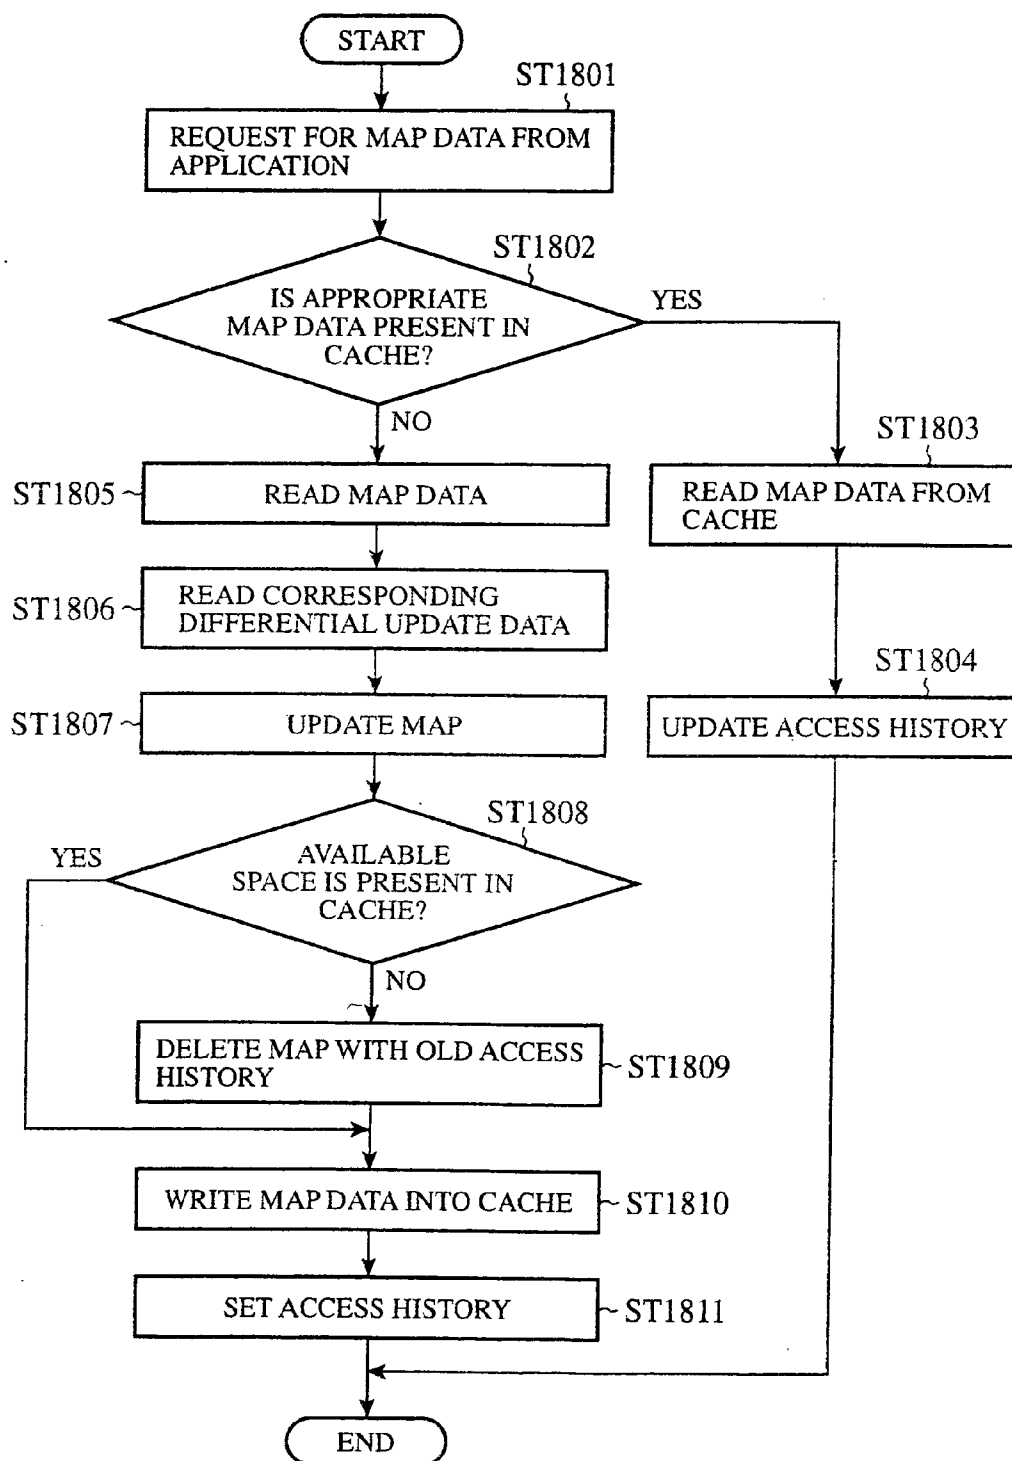 START
ST1801
REQUEST FOR MAP DATA FROM
APPLICATION
ST1802
IS APPROPRIATE
MAP DATA PRESENT IN
CACHE?
YES
NO
ST1803
READ MAP DATA FROM
CACHE
ST1805
READ MAP DATA
ST1806
READ CORRESPONDING
DIFFERENTIAL UPDATE DATA
ST1804
UPDATE ACCESS HISTORY
ST1807
UPDATE MAP
ST1808
YES
AVAILABLE
SPACE IS PRESENT IN
CACHE?
NO
DELETE MAP WITH OLD ACCESS
HISTORY
ST1809
WRITE MAP DATA INTO CACHE
ST1810
SET ACCESS HISTORY
ST1811
END